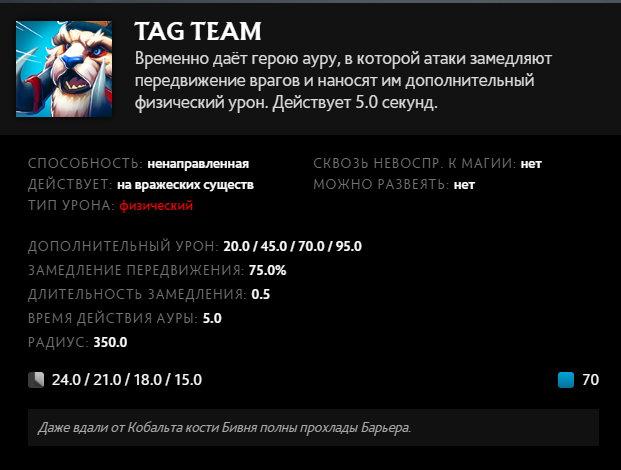 TAG TEAM
Временно даёт герою ауру, в которой атаки замедляют
передвижение врагов и наносят им дополнительный
физический урон. Действует 5.0 секунд.
СПОСОБНОСТЬ: ненаправленная
СКВОЗЬ НЕВОСПР. К МАГИИ: нет
ДЕЙСТВУЕТ: на вражеских существ
МОЖНО РАЗВЕЯТЬ: нет
ТИП УРОНА: физический
ДОПОЛНИТЕЛЬНЫЙ УРОН: 20.0 / 45.0 / 70.0 / 95.0
ЗАМЕДЛЕНИЕ ПЕРЕДВИЖЕНИЯ: 75.0%
ДЛИТЕЛЬНОСТЬ ЗАМЕДЛЕНИЯ: 0.5
ВРЕМЯ ДЕЙСТВИЯ АУРЫ: 5.0
РАДИУС: 350.0
24.0 / 21.0 / 18.0 / 15.0
70
Даже вдали от Кобальта кости Бивня полны прохлады Барьера.